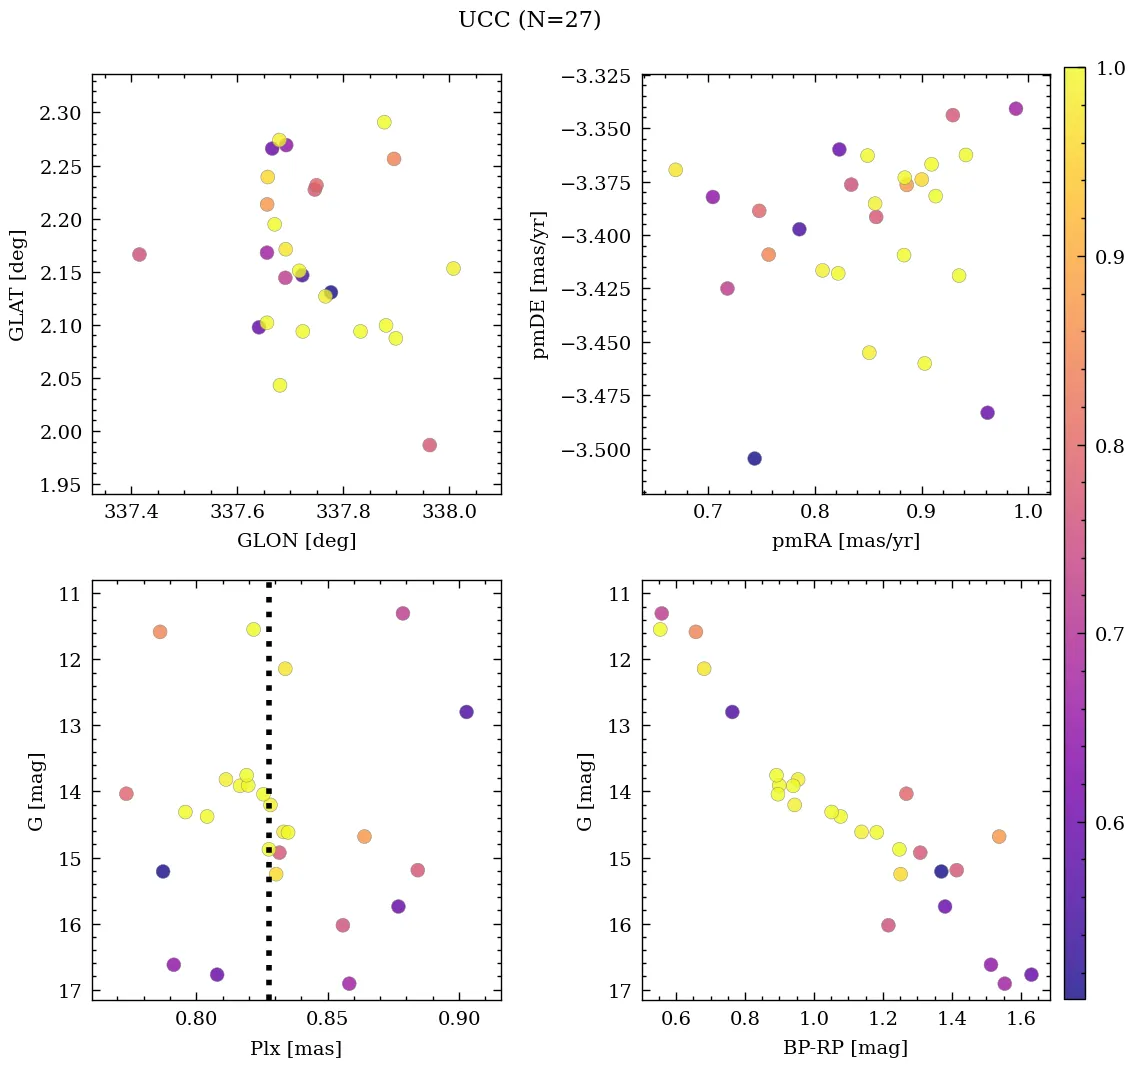 UCC (N=27)
2.30
2.25
2.20
2.15
2.10
2.05
2.00
1.95
GLAT [deg]
337.4 337.6 337.8 338.0
GLON [deg]
−3.325
−3.350
−3.375
−3.400
−3.425
−3.450
−3.475
−3.500
pmDE [mas/yr]
0.7 0.8 0.9 1.0
pmRA [mas/yr]
11
12
13
14
15
16
17
G [mag]
0.80 0.85 0.90
Plx [mas]
11
12
13
14
15
16
17
G [mag]
0.6 0.8 1.0 1.2 1.4 1.6
BP-RP [mag]
1.0
0.9
0.8
0.7
0.6